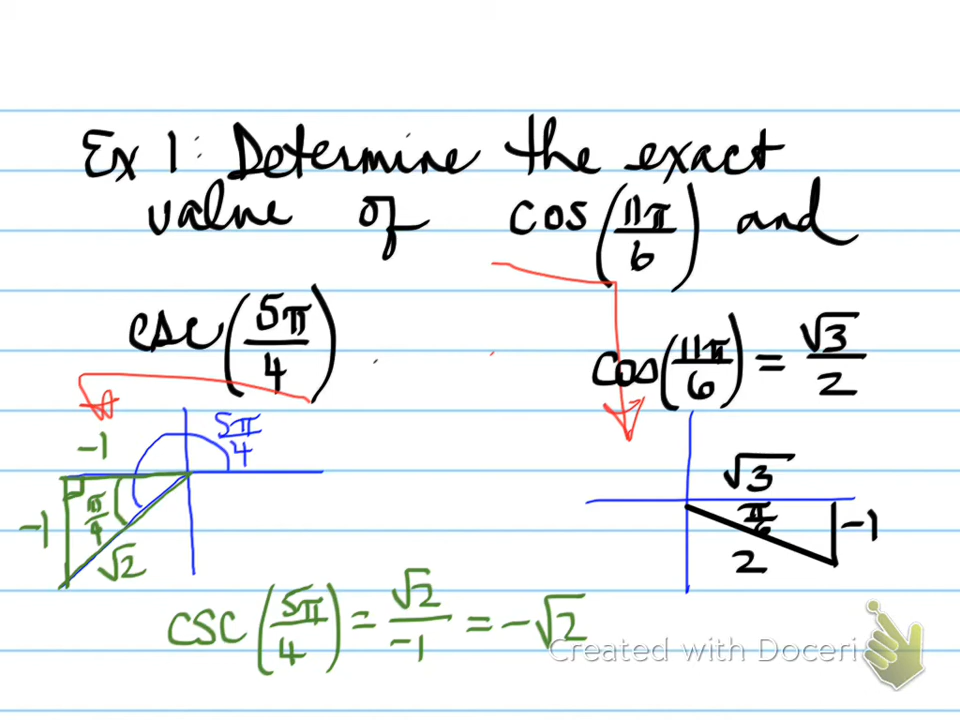 Ex 1: Determine the exact
value of cos(11π/6) and
csc(5π/4)
cos(11π/6) = √3/2
5π/4
-1
π/4
-1
√2
√3
π/6
-1
2
csc(5π/4) = √2/-1 = -√2
Created with Doceri